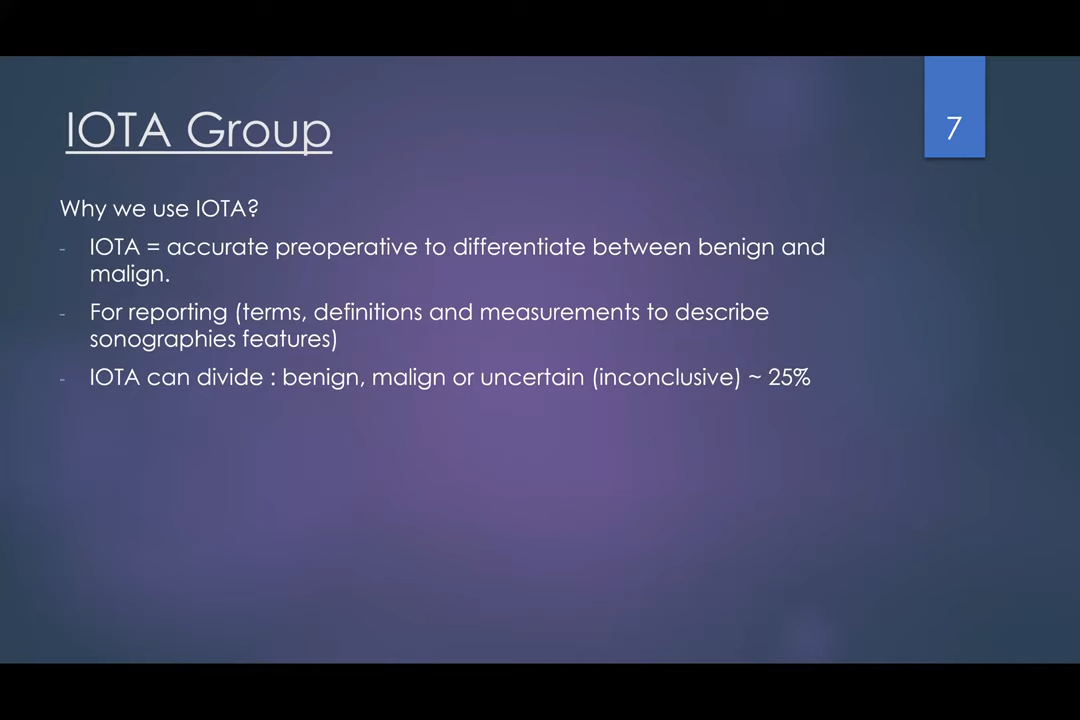 IOTA Group
7
Why we use IOTA?
- IOTA = accurate preoperative to differentiate between benign and
malign.
- For reporting (terms, definitions and measurements to describe
sonographies features)
- IOTA can divide : benign, malign or uncertain (inconclusive) ~ 25%